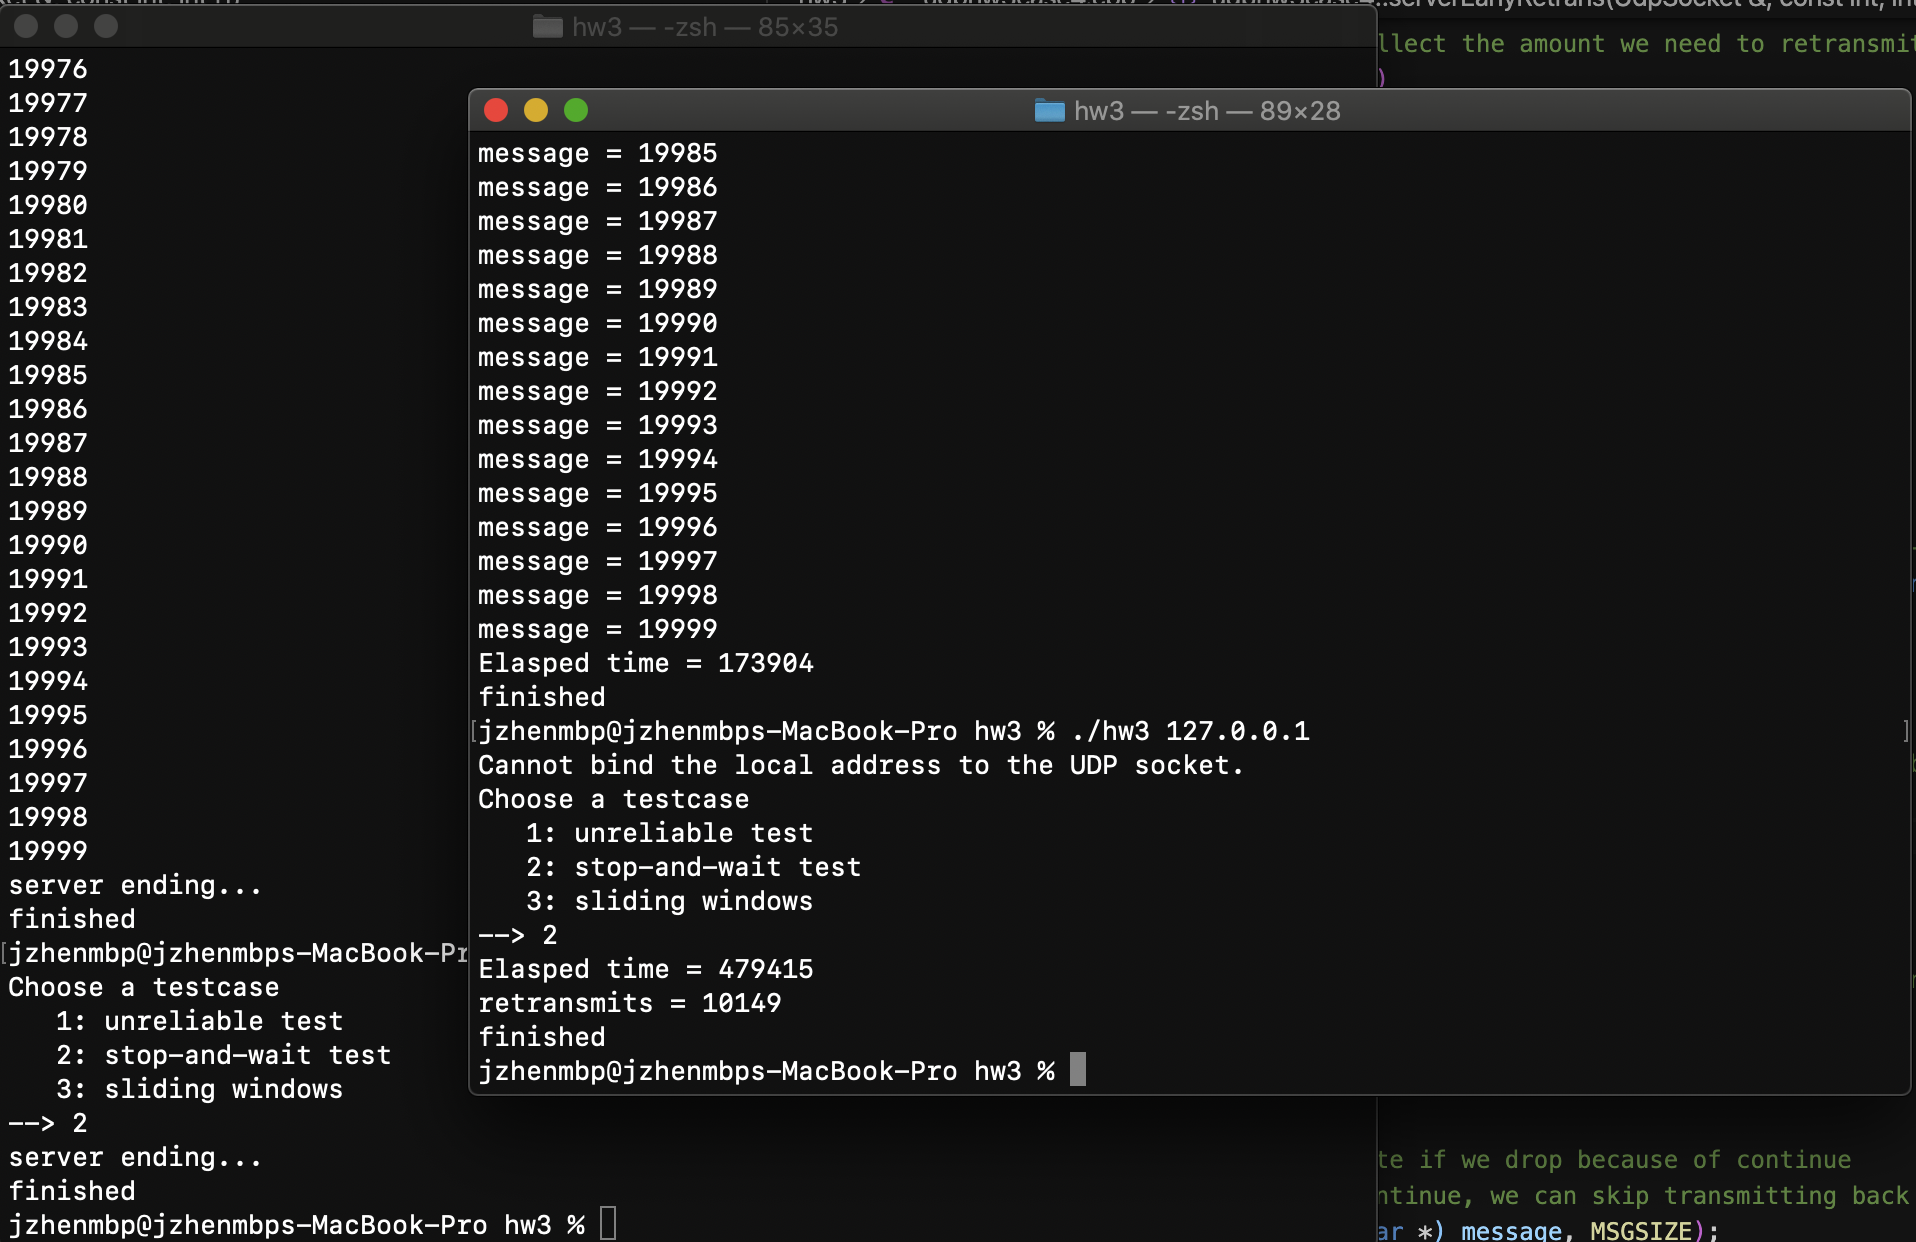 hw3 — -zsh — 85×35
19976
19977
19978
19979
19980
19981
19982
19983
19984
19985
19986
19987
19988
19989
19990
19991
19992
19993
19994
19995
19996
19997
19998
19999
server ending...
finished
jzhenmbp@jzhenmbps-MacBook-Pr
Choose a testcase
1: unreliable test
2: stop-and-wait test
3: sliding windows
--> 2
server ending...
finished
jzhenmbp@jzhenmbps-MacBook-Pro hw3 %
hw3 — -zsh — 89×28
message = 19985
message = 19986
message = 19987
message = 19988
message = 19989
message = 19990
message = 19991
message = 19992
message = 19993
message = 19994
message = 19995
message = 19996
message = 19997
message = 19998
message = 19999
Elasped time = 173904
finished
[jzhenmbp@jzhenmbps-MacBook-Pro hw3 % ./hw3 127.0.0.1 ]
Cannot bind the local address to the UDP socket.
Choose a testcase
1: unreliable test
2: stop-and-wait test
3: sliding windows
--> 2
Elasped time = 479415
retransmits = 10149
finished
jzhenmbp@jzhenmbps-MacBook-Pro hw3 %
llect the amount we need to retransmit
)
te if we drop because of continue
ntinue, we can skip transmitting back
ar *) message, MSGSIZE);